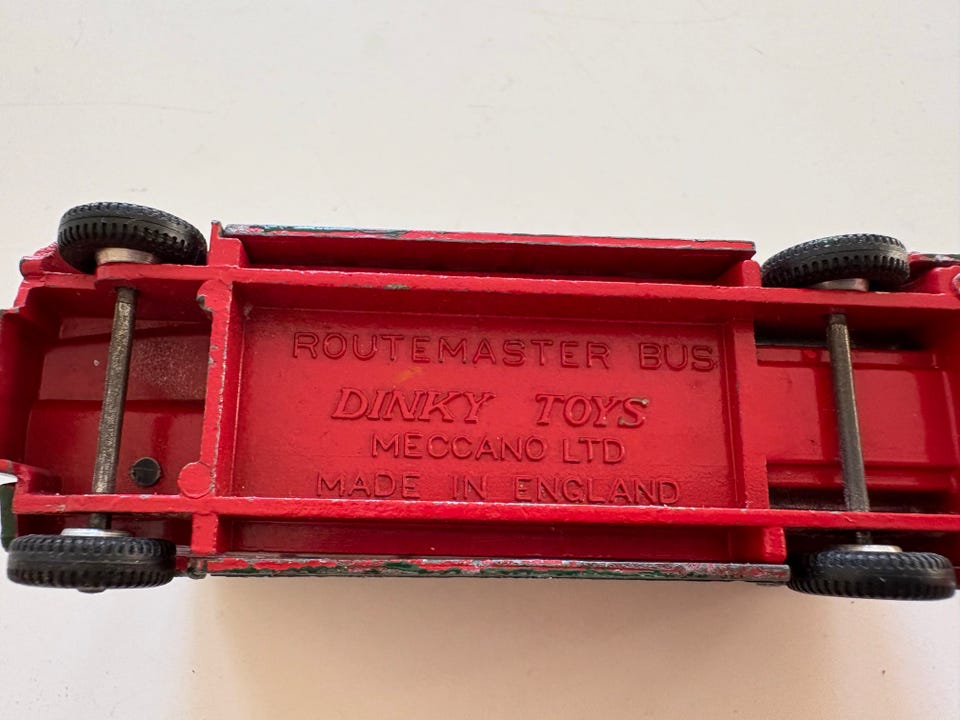 ROUTEMASTER BUS
DINKY TOYS
MECCANO LTD
MADE IN ENGLAND